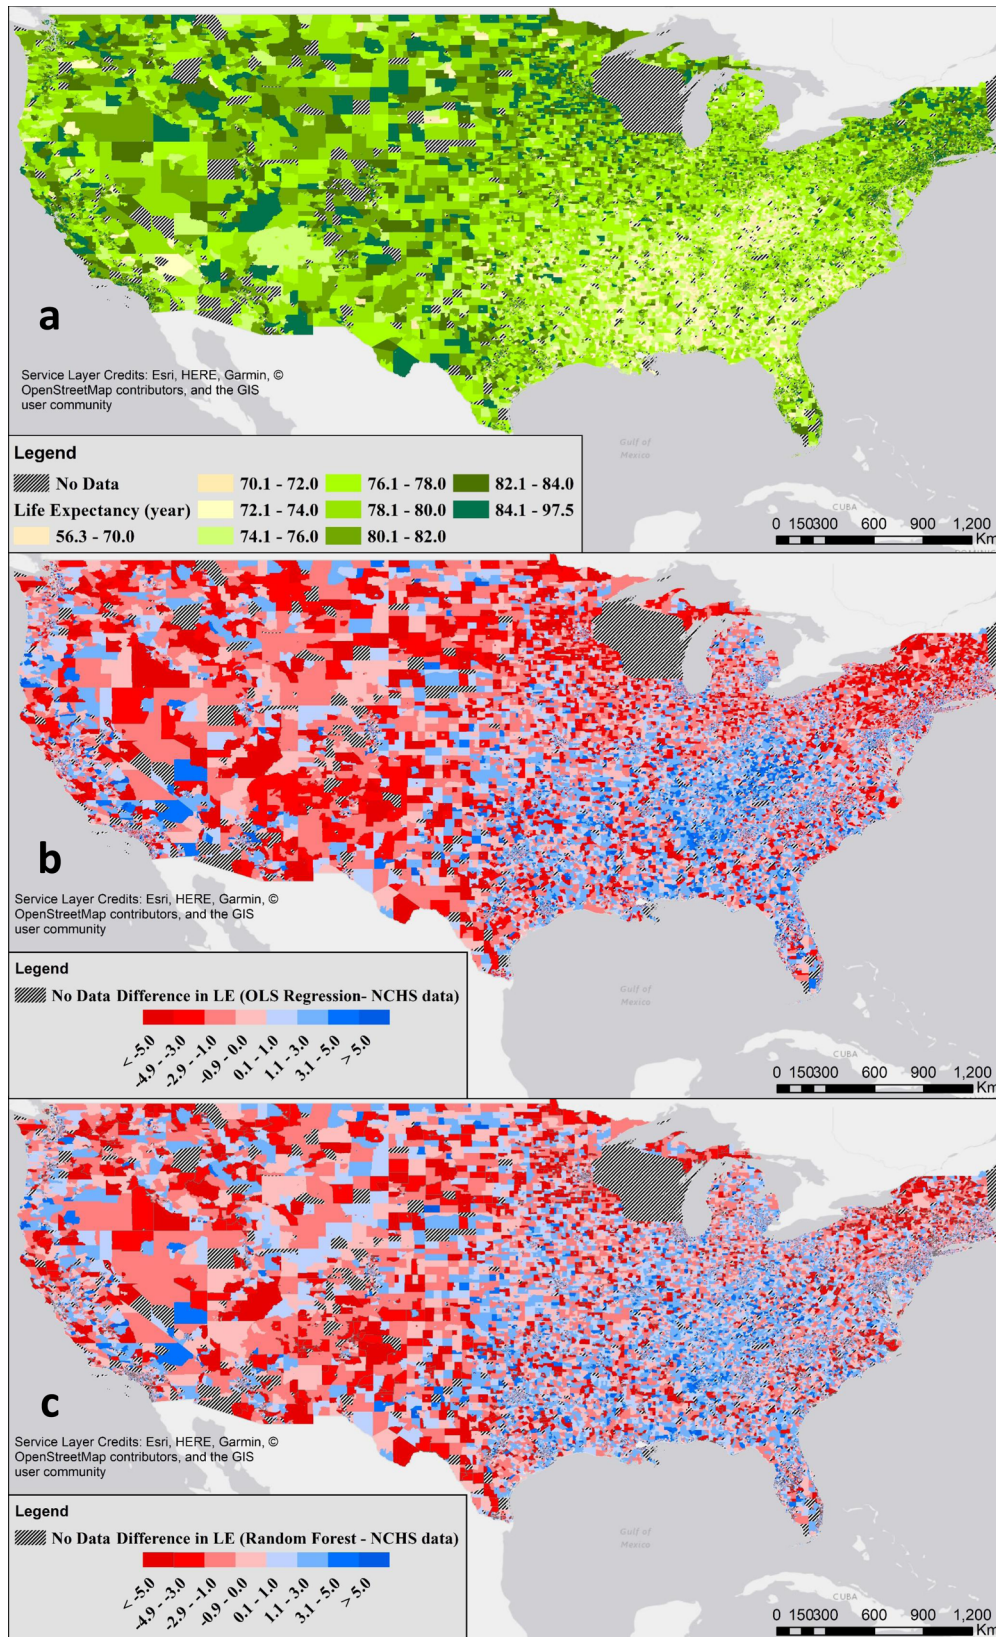 a
Service Layer Credits: Esri, HERE, Garmin, ©
OpenStreetMap contributors, and the GIS
user community
Gulf of
Mexico
CUBA
Legend
No Data
Life Expectancy (year)
56.3 - 70.0
70.1 - 72.0
72.1 - 74.0
74.1 - 76.0
76.1 - 78.0
78.1 - 80.0
80.1 - 82.0
82.1 - 84.0
84.1 - 97.5
0 150300 600 900 1,200
Km
b
Service Layer Credits: Esri, HERE, Garmin, ©
OpenStreetMap contributors, and the GIS
user community
Gulf of
Mexico
CUBA
Legend
No Data Difference in LE (OLS Regression- NCHS data)
< -5.0
-4.9 - -3.0
-2.9 - -1.0
-0.9 - 0.0
0.1 - 1.0
1.1 - 3.0
3.1 - 5.0
> 5.0
0 150300 600 900 1,200
Km
c
Service Layer Credits: Esri, HERE, Garmin, ©
OpenStreetMap contributors, and the GIS
user community
Gulf of
Mexico
CUBA
Legend
No Data Difference in LE (Random Forest - NCHS data)
< -5.0
-4.9 - -3.0
-2.9 - -1.0
-0.9 - 0.0
0.1 - 1.0
1.1 - 3.0
3.1 - 5.0
> 5.0
0 150300 600 900 1,200
Km